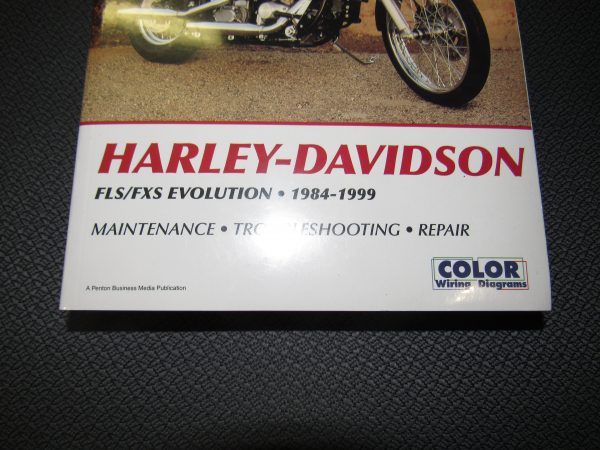 HARLEY-DAVIDSON
FLS/FXS EVOLUTION • 1984-1999
MAINTENANCE • TROUBLESHOOTING • REPAIR
COLOR
Wiring Diagrams
A Penton Business Media Publication